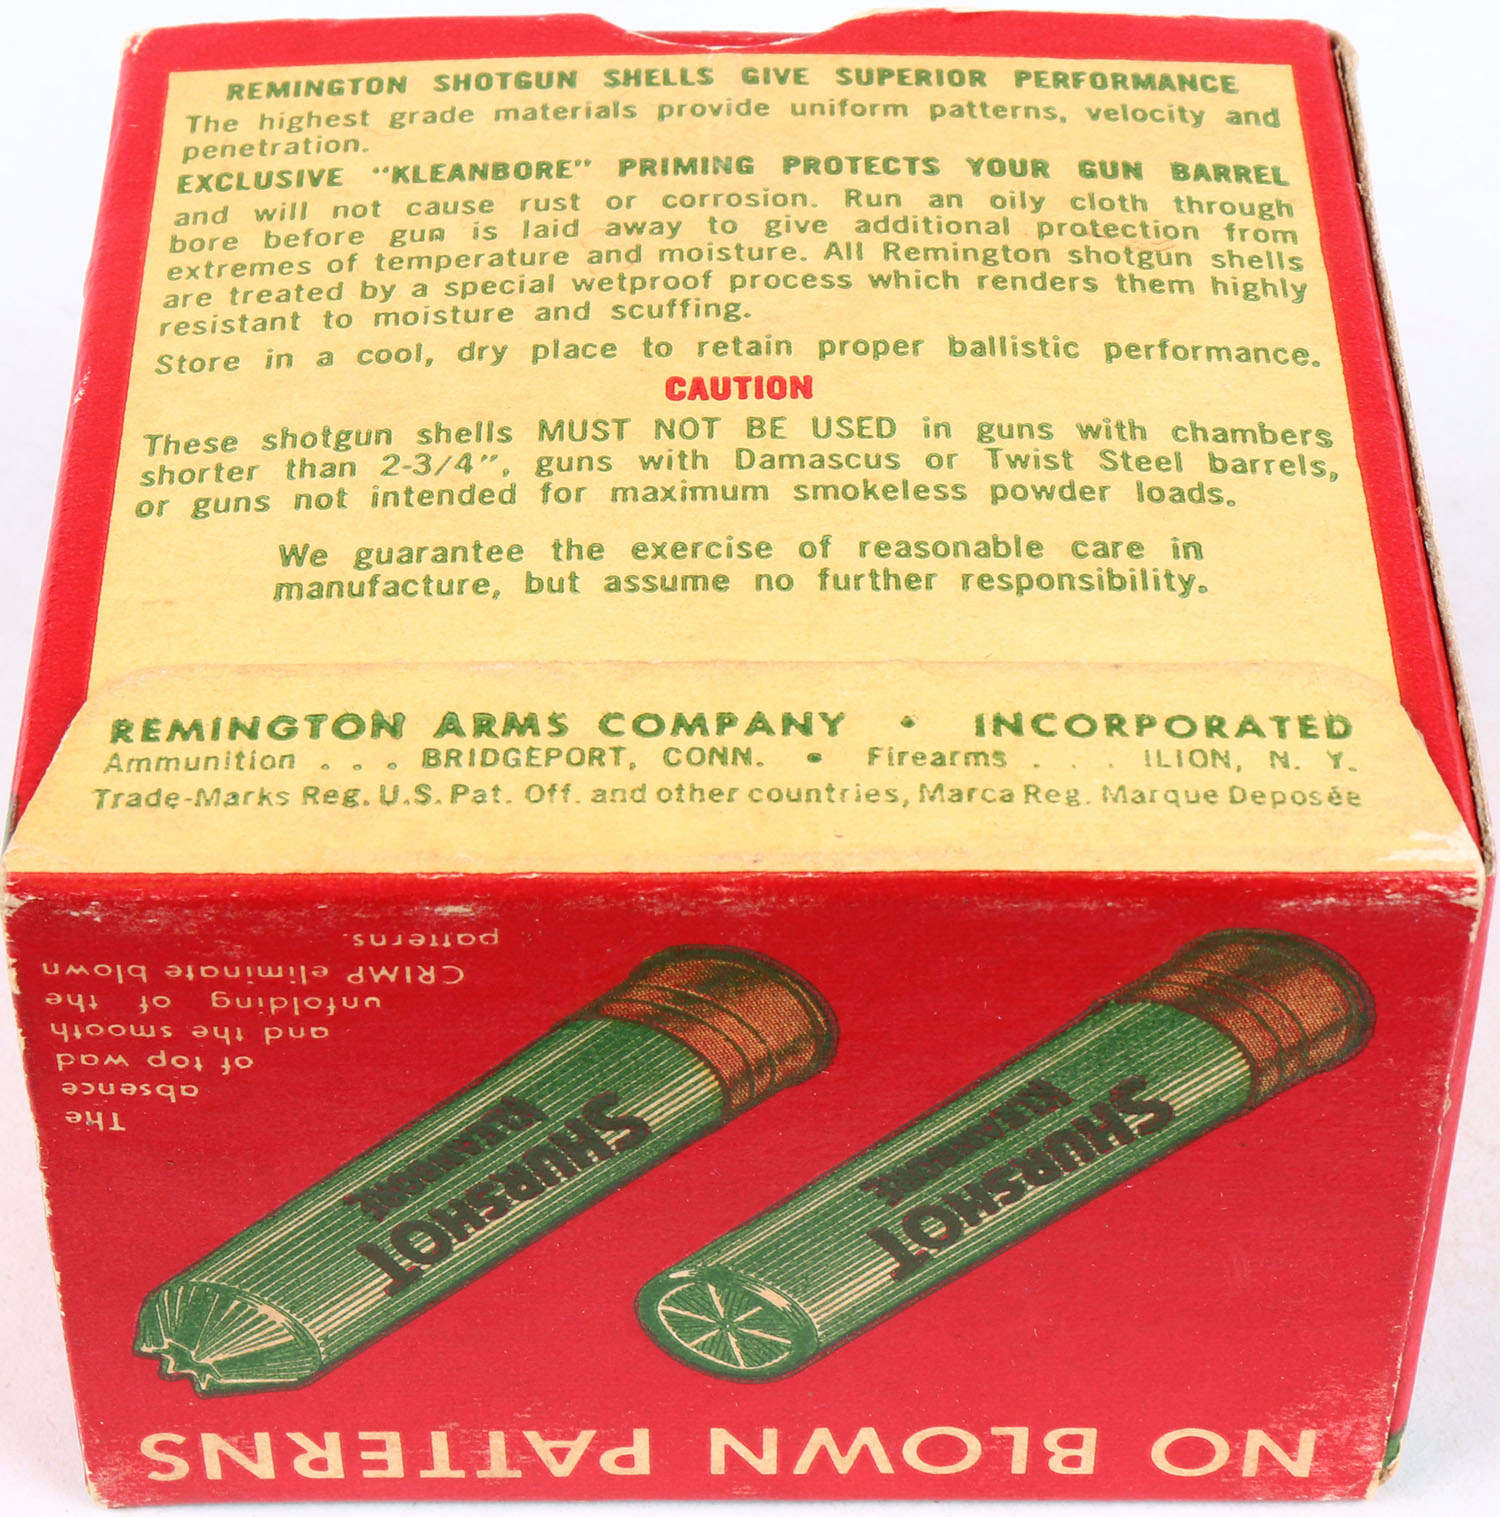 REMINGTON SHOTGUN SHELLS GIVE SUPERIOR PERFORMANCE
The highest grade materials provide uniform patterns, velocity and
penetration.
EXCLUSIVE "KLEANBORE" PRIMING PROTECTS YOUR GUN BARREL
and will not cause rust or corrosion. Run an oily cloth through
bore before gun is laid away to give additional protection from
extremes of temperature and moisture. All Remington shotgun shells
are treated by a special wetproof process which renders them highly
resistant to moisture and scuffing.
Store in a cool, dry place to retain proper ballistic performance.
CAUTION
These shotgun shells MUST NOT BE USED in guns with chambers
shorter than 2-3/4", guns with Damascus or Twist Steel barrels,
or guns not intended for maximum smokeless powder loads.
We guarantee the exercise of reasonable care in
manufacture, but assume no further responsibility.
REMINGTON ARMS COMPANY • INCORPORATED
Ammunition . . . BRIDGEPORT, CONN. • Firearms . . . ILION, N. Y.
Trade-Marks Reg. U.S. Pat. Off. and other countries, Marca Reg. Marque Deposée
NO BLOWN PATTERNS
SHURSHOT
KLEANBORE
SHURSHOT
KLEANBORE
The
absence
of top wad
and the smooth
unfolding of the
CRIMP eliminate blown
patterns.